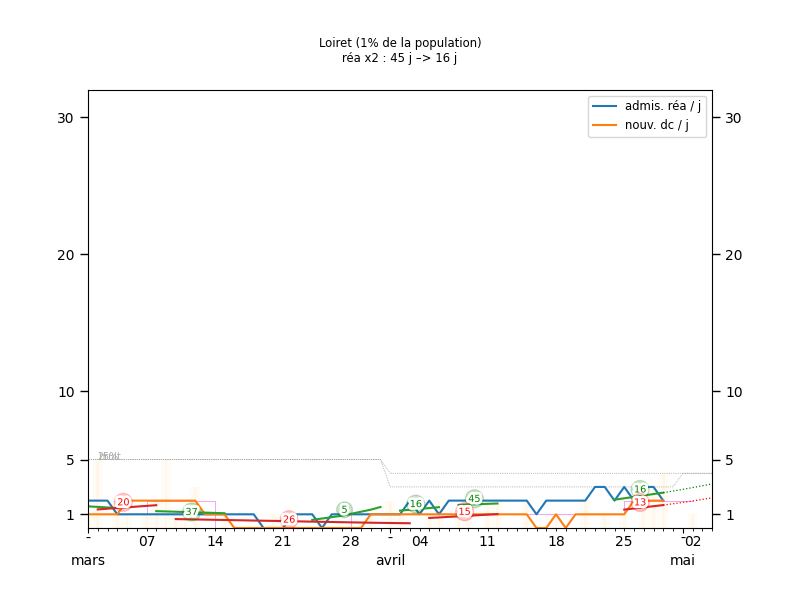 Loiret (1% de la population)
réa x2 : 45 j –> 16 j
admis. réa / j
nouv. dc / j
30 30
20 20
10 10
5 5
1 1
20 37 26 5 16 15 45 16 13
- 07 14 21 28 - 04 11 18 25 - 02
mars avril mai